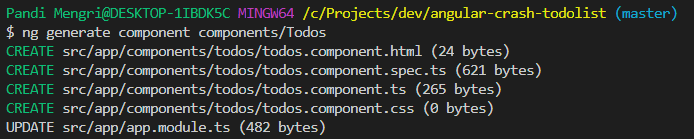 Pandi Mengri@DESKTOP-1IBDK5C MINGW64 /c/Projects/dev/angular-crash-todolist (master)
$ ng generate component components/Todos
CREATE src/app/components/todos/todos.component.html (24 bytes)
CREATE src/app/components/todos/todos.component.spec.ts (621 bytes)
CREATE src/app/components/todos/todos.component.ts (265 bytes)
CREATE src/app/components/todos/todos.component.css (0 bytes)
UPDATE src/app/app.module.ts (482 bytes)